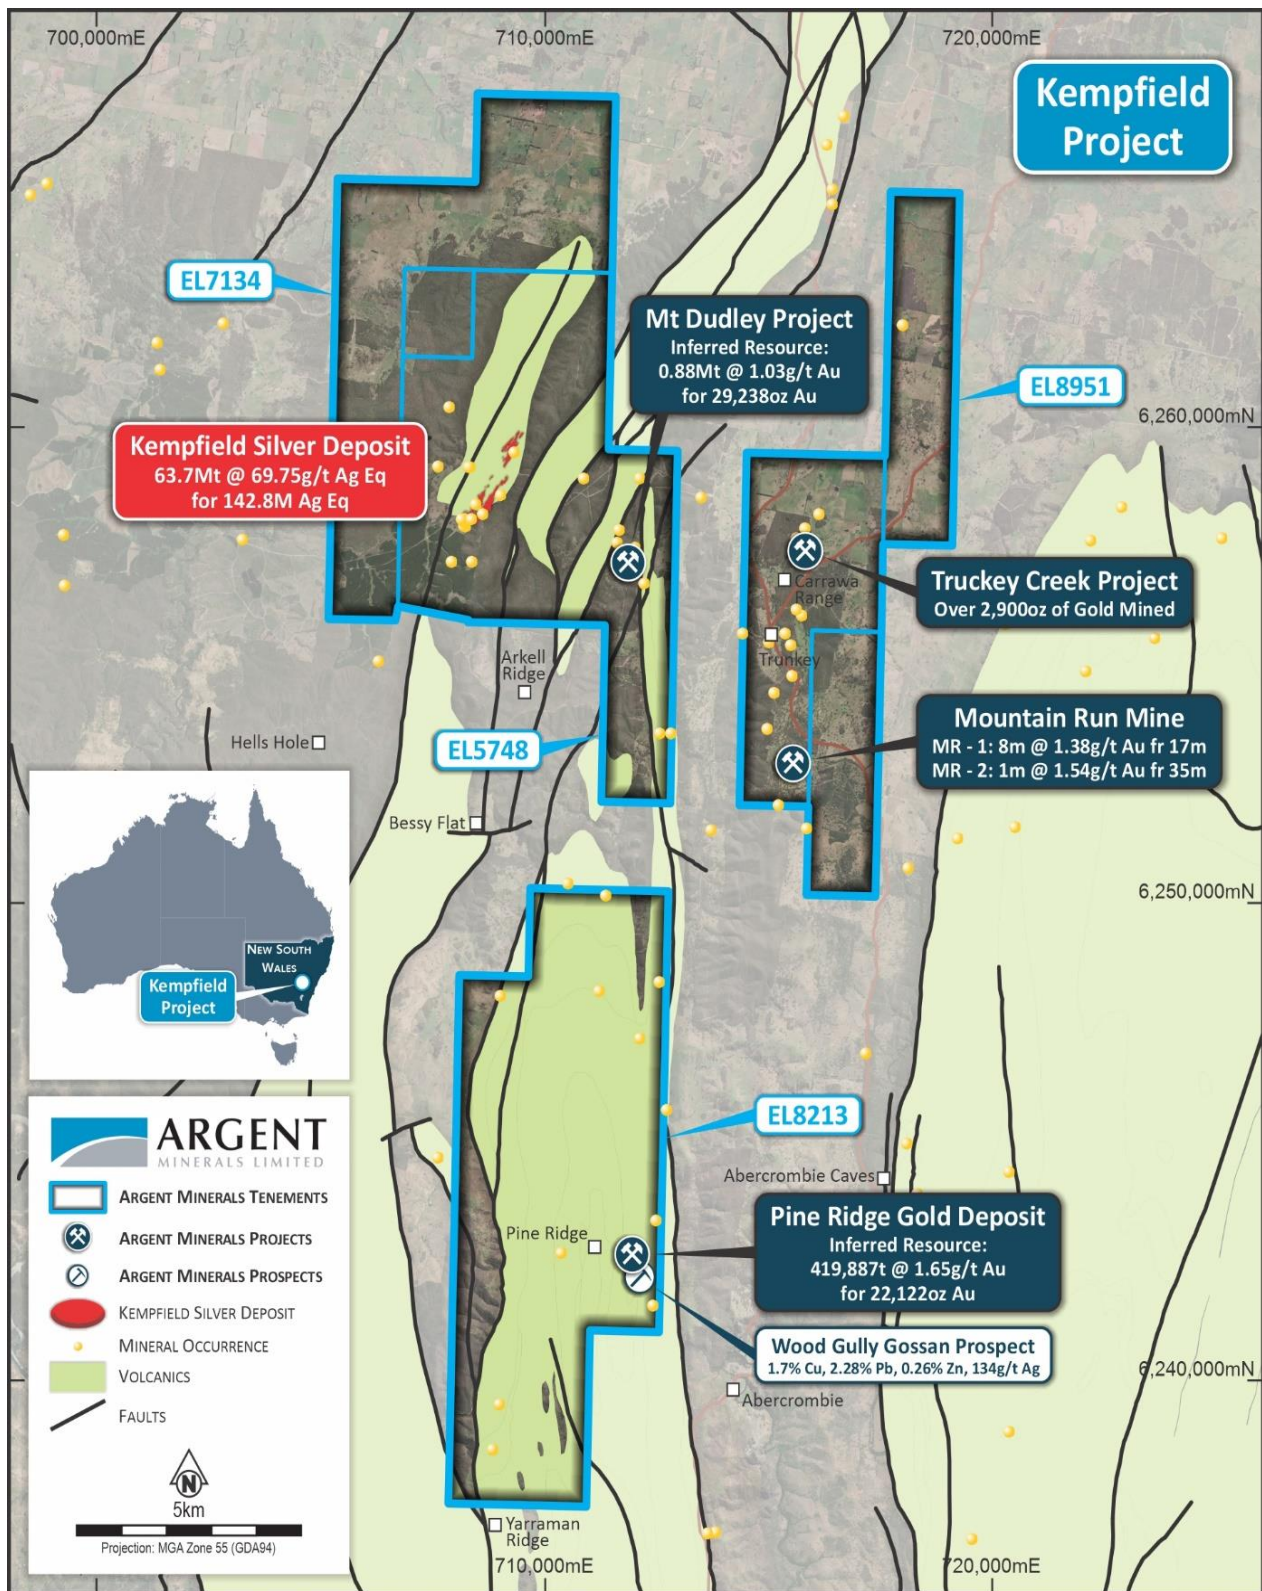 700,000mE
710,000mE
720,000mE
Kempfield
Project
EL7134
Mt Dudley Project
Inferred Resource:
0.88Mt @ 1.03g/t Au
for 29,238oz Au
EL8951
6,260,000mN
Kempfield Silver Deposit
63.7Mt @ 69.75g/t Ag Eq
for 142.8M Ag Eq
Carrawa
Range
Truckey Creek Project
Over 2,900oz of Gold Mined
Trunkey
Arkell
Ridge
Mountain Run Mine
MR - 1: 8m @ 1.38g/t Au fr 17m
MR - 2: 1m @ 1.54g/t Au fr 35m
Hells Hole
EL5748
Bessy Flat
6,250,000mN
NEW SOUTH
WALES
Kempfield
Project
EL8213
ARGENT
MINERALS LIMITED
Abercrombie Caves
ARGENT MINERALS TENEMENTS
Pine Ridge Gold Deposit
Inferred Resource:
419,887t @ 1.65g/t Au
for 22,122oz Au
Pine Ridge
ARGENT MINERALS PROJECTS
ARGENT MINERALS PROSPECTS
KEMPFIELD SILVER DEPOSIT
MINERAL OCCURRENCE
Wood Gully Gossan Prospect
1.7% Cu, 2.28% Pb, 0.26% Zn, 134g/t Ag
6,240,000mN
VOLCANICS
Abercrombie
FAULTS
N
5km
Projection: MGA Zone 55 (GDA94)
Yarraman
Ridge
710,000mE
720,000mE